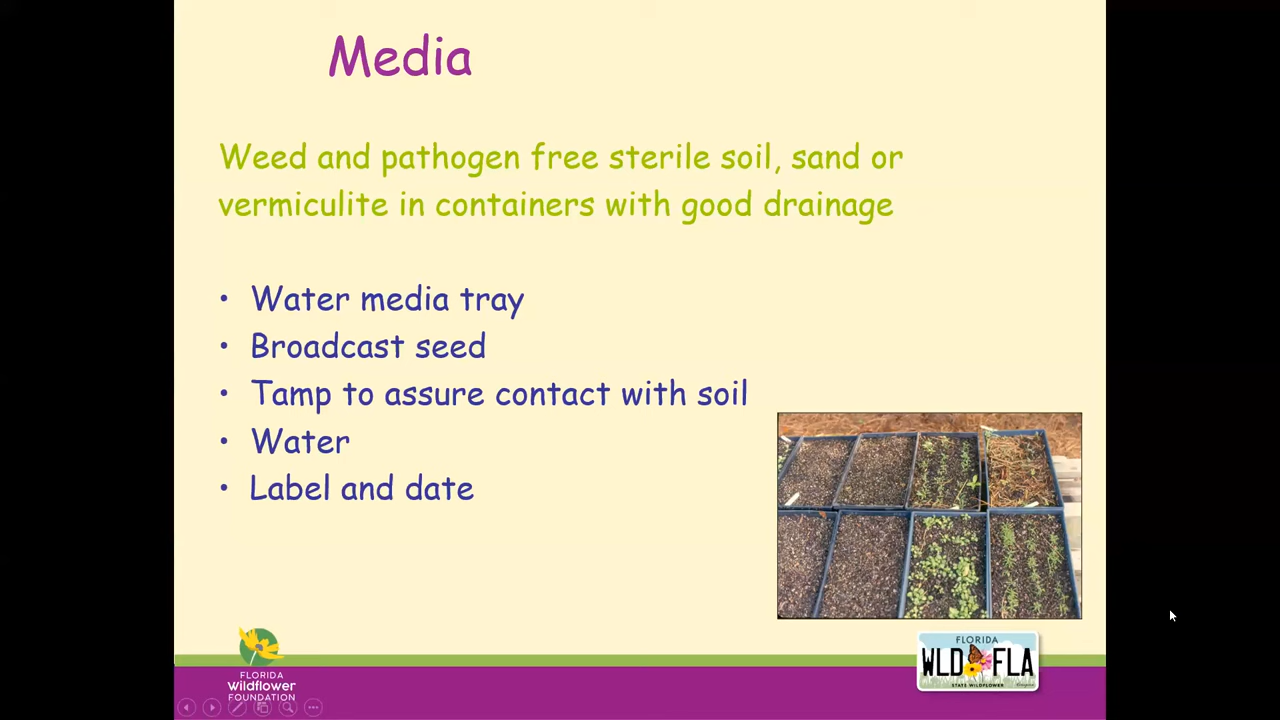 Media
Weed and pathogen free sterile soil, sand or
vermiculite in containers with good drainage
• Water media tray
• Broadcast seed
• Tamp to assure contact with soil
• Water
• Label and date
FLORIDA
wildflower
FOUNDATION
FLORIDA
WLD FLA
STATE WILDFLOWER